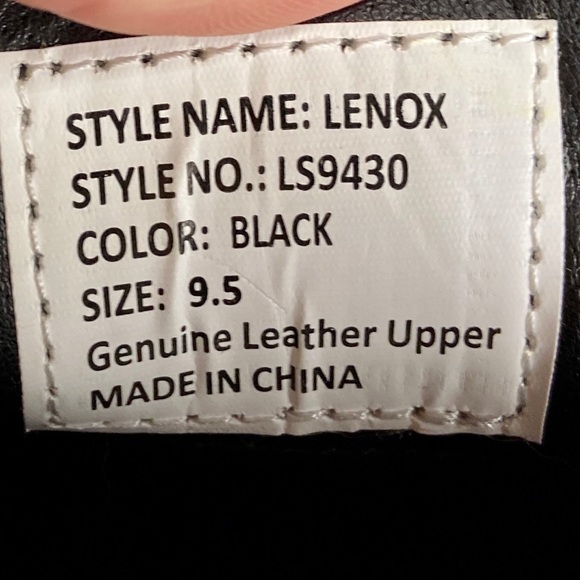 STYLE NAME: LENOX
STYLE NO.: LS9430
COLOR: BLACK
SIZE: 9.5
Genuine Leather Upper
MADE IN CHINA